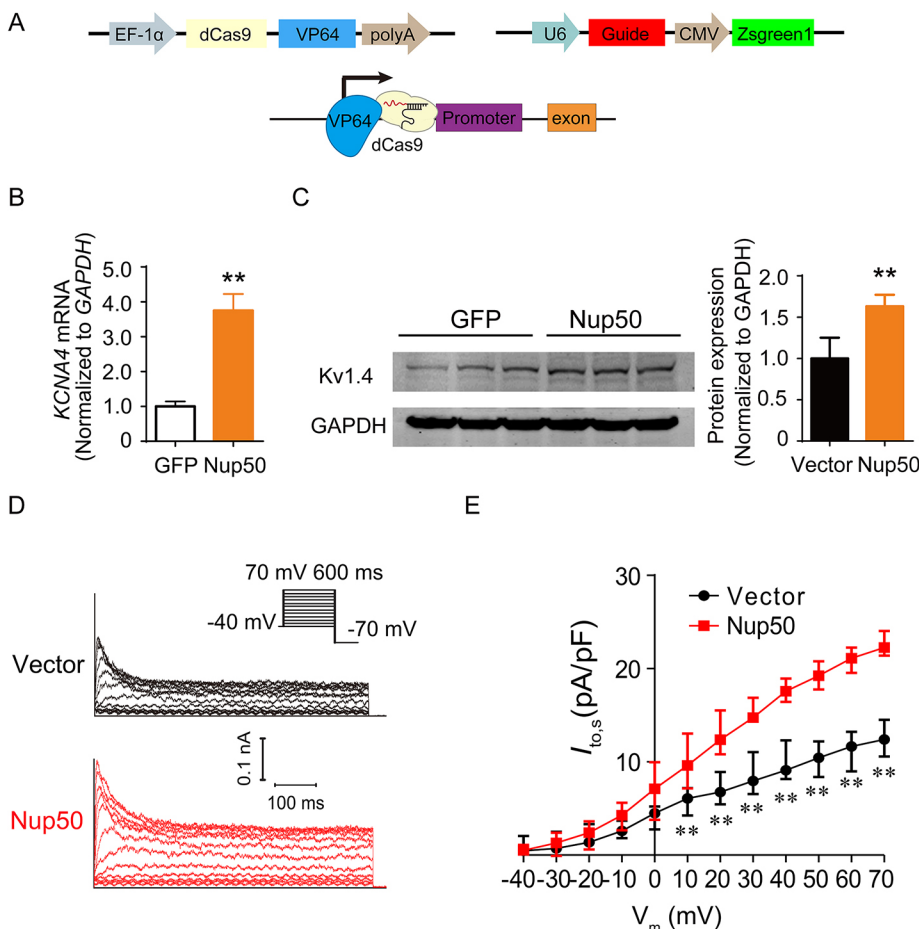 A
EF-1α dCas9 VP64 polyA
U6 Guide CMV Zsgreen1
VP64 Promoter exon
dCas9
B
KCNA4 mRNA
(Normalized to GAPDH)
5.0
4.0
3.0
2.0
1.0
0
**
GFP Nup50
C
GFP Nup50
Kv1.4
GAPDH
Protein expression
(Normalized to GAPDH)
2.0
1.5
1.0
0.5
0
**
Vector Nup50
D
70 mV 600 ms
-40 mV
-70 mV
Vector
0.1 nA
100 ms
Nup50
E
Ito,s(pA/pF)
30
20
10
Vector
Nup50
** ** ** ** ** ** **
-40 -30 -20 -10 0 10 20 30 40 50 60 70
Vm (mV)